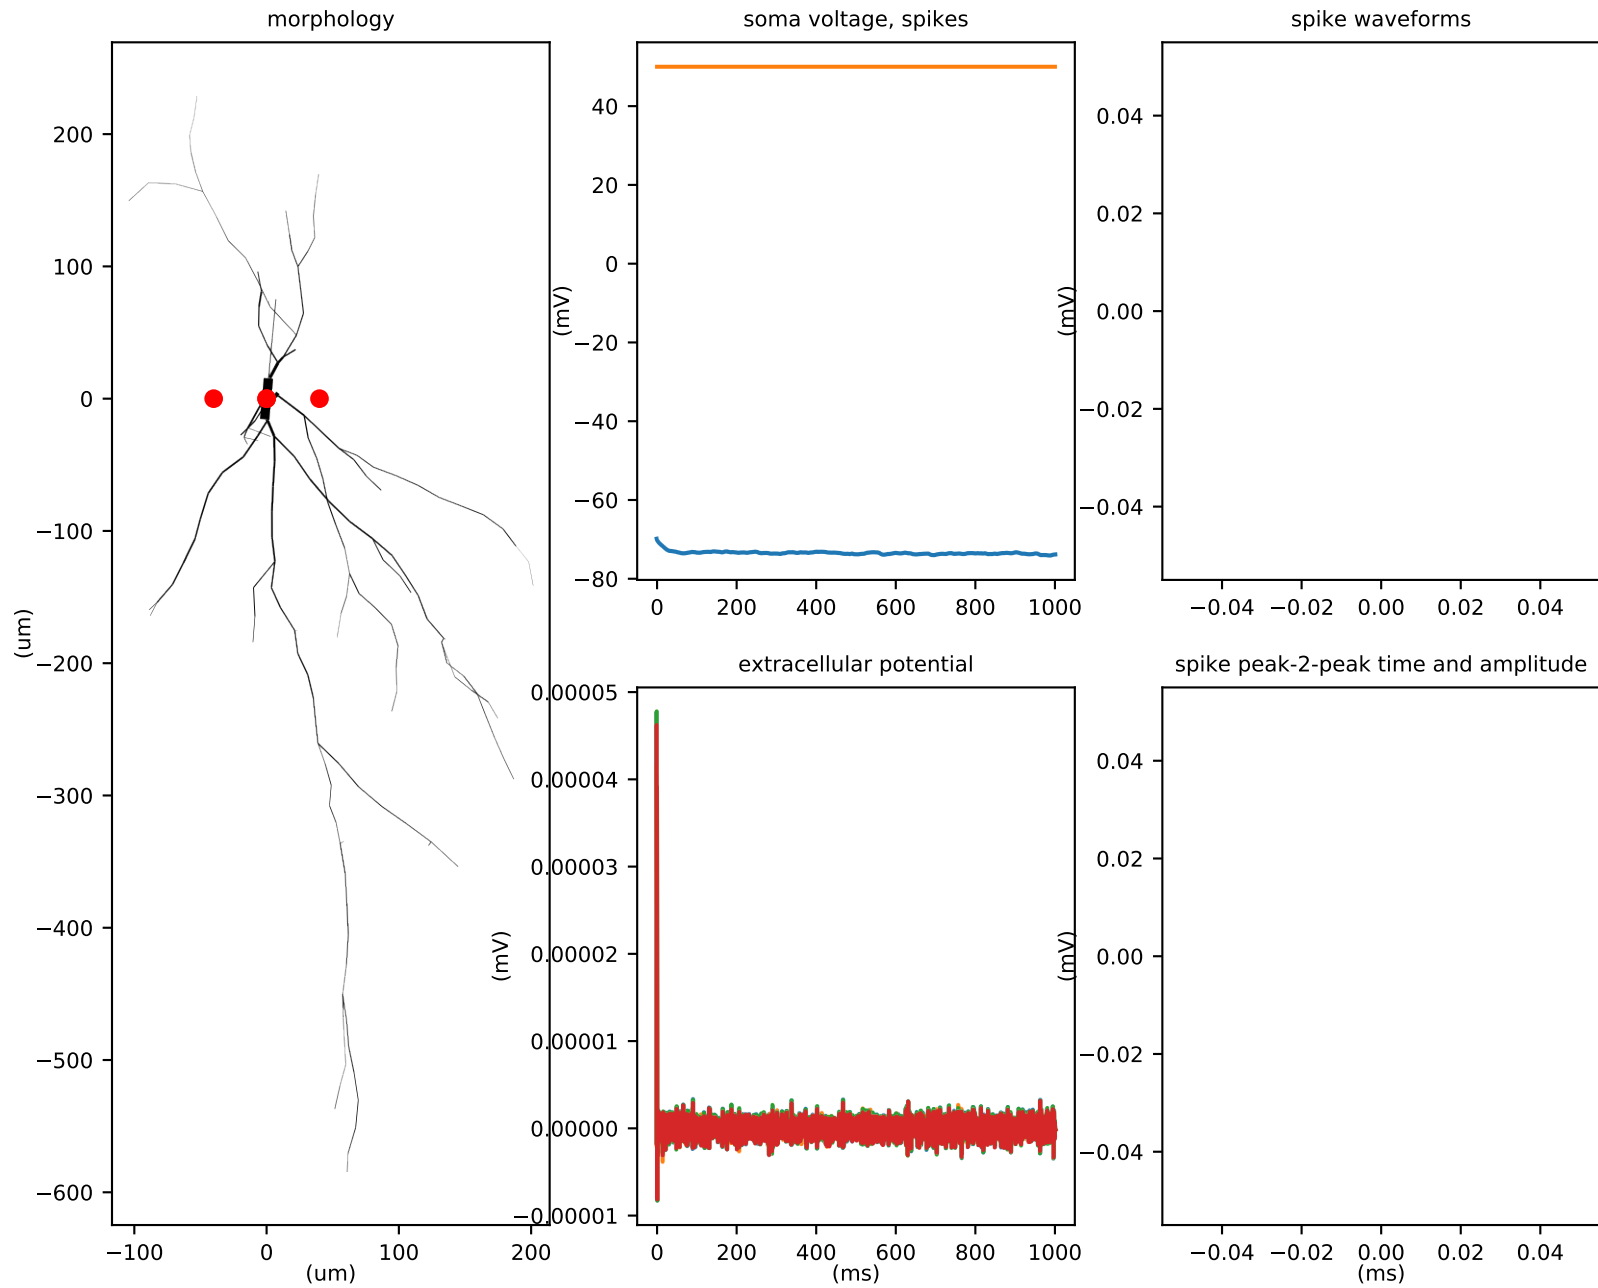 morphology
200
100
0
−100
−200
−300
−400
−500
−600
(um)
−100 0 100 200
(um)
soma voltage, spikes
40
20
0
−20
−40
−60
−80
(mV)
0 200 400 600 800 1000
spike waveforms
0.04
0.02
0.00
−0.02
−0.04
(mV)
−0.04 −0.02 0.00 0.02 0.04
extracellular potential
0.00005
0.00004
0.00003
0.00002
0.00001
0.00000
−0.00001
(mV)
0 200 400 600 800 1000
(ms)
spike peak-2-peak time and amplitude
0.04
0.02
0.00
−0.02
−0.04
(mV)
−0.04 −0.02 0.00 0.02 0.04
(ms)